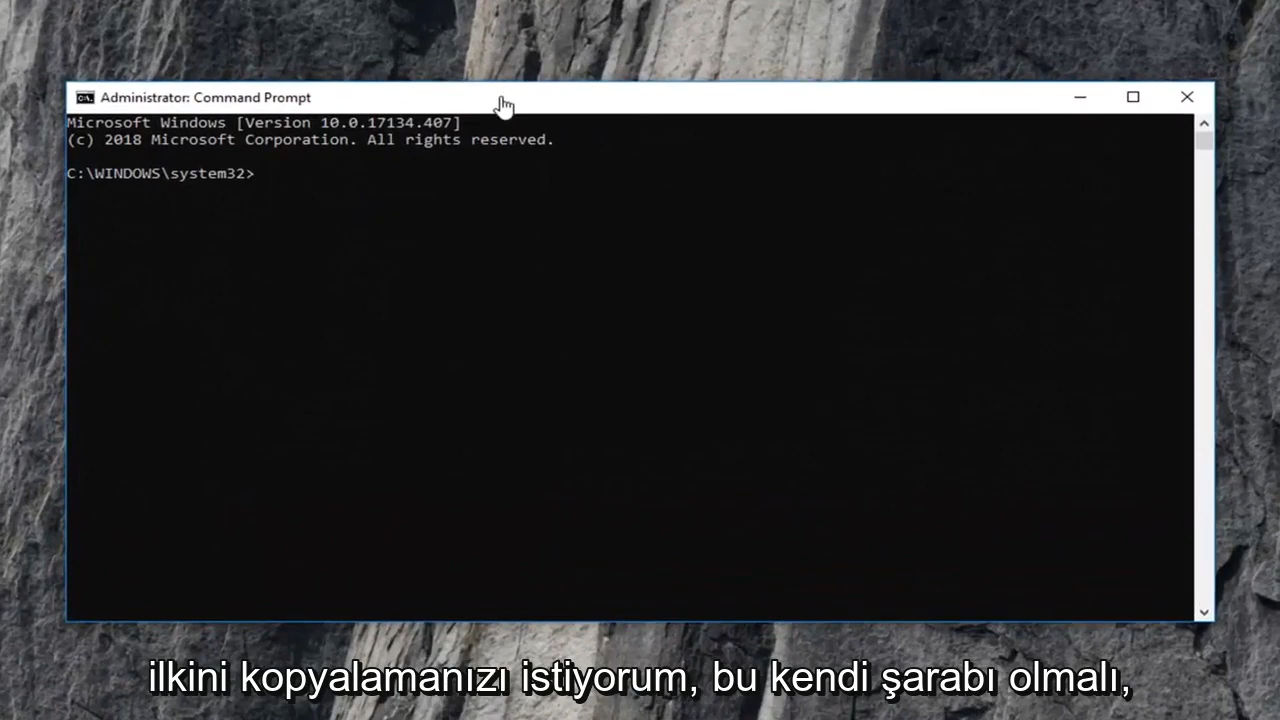 Administrator: Command Prompt
Microsoft Windows [Version 10.0.17134.407]
(c) 2018 Microsoft Corporation. All rights reserved.
C:\WINDOWS\system32>
ilkini kopyalamanızı istiyorum, bu kendi şarabı olmalı,